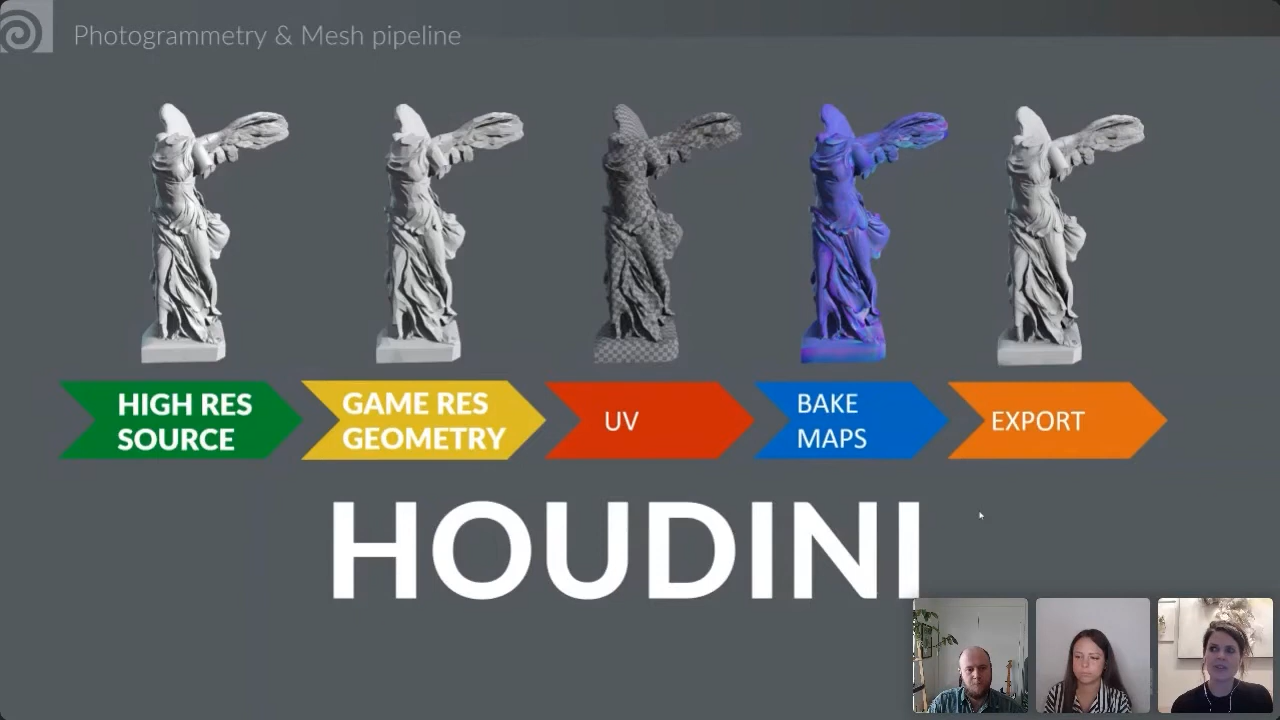 Photogrammetry & Mesh pipeline
HIGH RES
SOURCE
GAME RES
GEOMETRY
UV
BAKE
MAPS
EXPORT
HOUDINI